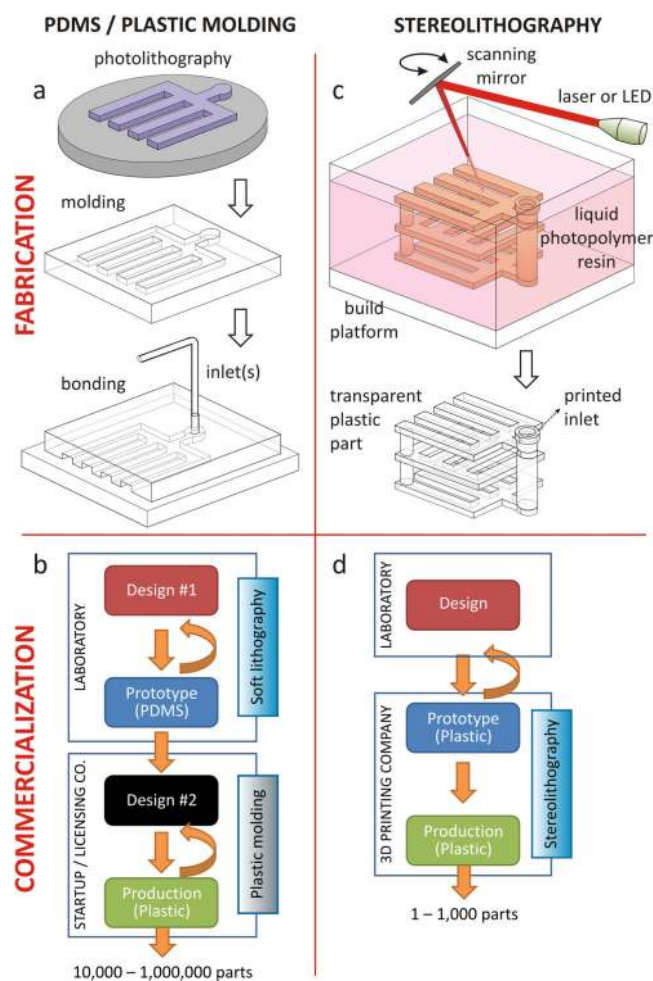 PDMS / PLASTIC MOLDING
STEREOLITHOGRAPHY
FABRICATION
a
photolithography
molding
bonding
inlet(s)
c
scanning
mirror
laser or LED
liquid
photopolymer
resin
build
platform
transparent
plastic
part
printed
inlet
COMMERCIALIZATION
b
LABORATORY
Design #1
Prototype
(PDMS)
Soft lithography
STARTUP / LICENSING CO.
Design #2
Production
(Plastic)
Plastic molding
10,000 – 1,000,000 parts
d
LABORATORY
Design
3D PRINTING COMPANY
Prototype
(Plastic)
Production
(Plastic)
Stereolithography
1 – 1,000 parts